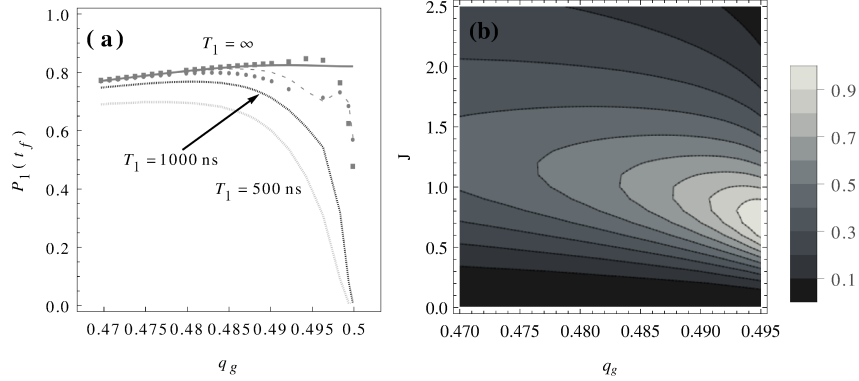 ( a )
T1 = ∞
T1 = 1000 ns
T1 = 500 ns
P1 ( tf )
1.0
0.8
0.6
0.4
0.2
0.0
0.47 0.475 0.48 0.485 0.49 0.495 0.5
q g
(b)
J
2.5
2.0
1.5
1.0
0.5
0.0
0.470 0.475 0.480 0.485 0.490 0.495
qg
0.9
0.7
0.5
0.3
0.1